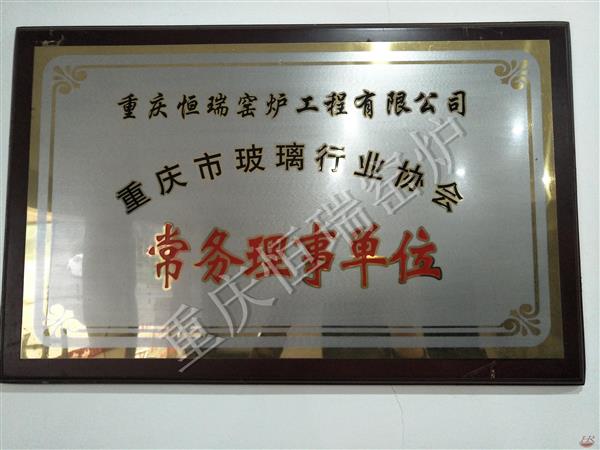 重庆恒瑞窑炉工程有限公司
重庆市玻璃行业协会
常务理事单位
重庆恒瑞窑炉